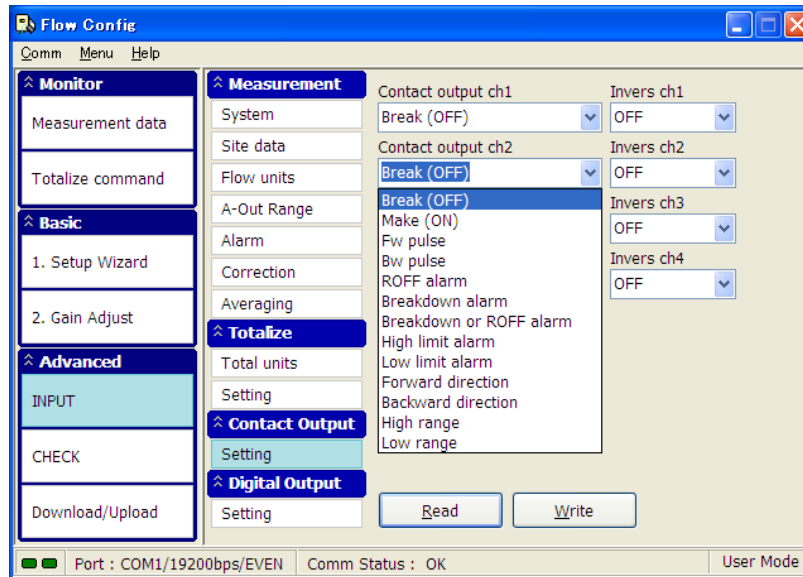 Flow Config
Comm Menu Help
Monitor
Measurement data
Totalize command
Basic
1. Setup Wizard
2. Gain Adjust
Advanced
INPUT
CHECK
Download/Upload
Measurement
System
Site data
Flow units
A-Out Range
Alarm
Correction
Averaging
Totalize
Total units
Setting
Contact Output
Setting
Digital Output
Setting
Contact output ch1
Break (OFF)
Contact output ch2
Break (OFF)
Break (OFF)
Make (ON)
Fw pulse
Bw pulse
ROFF alarm
Breakdown alarm
Breakdown or ROFF alarm
High limit alarm
Low limit alarm
Forward direction
Backward direction
High range
Low range
Invers ch1
OFF
Invers ch2
OFF
Invers ch3
OFF
Invers ch4
OFF
Read Write
Port : COM1/19200bps/EVEN Comm Status : OK User Mode